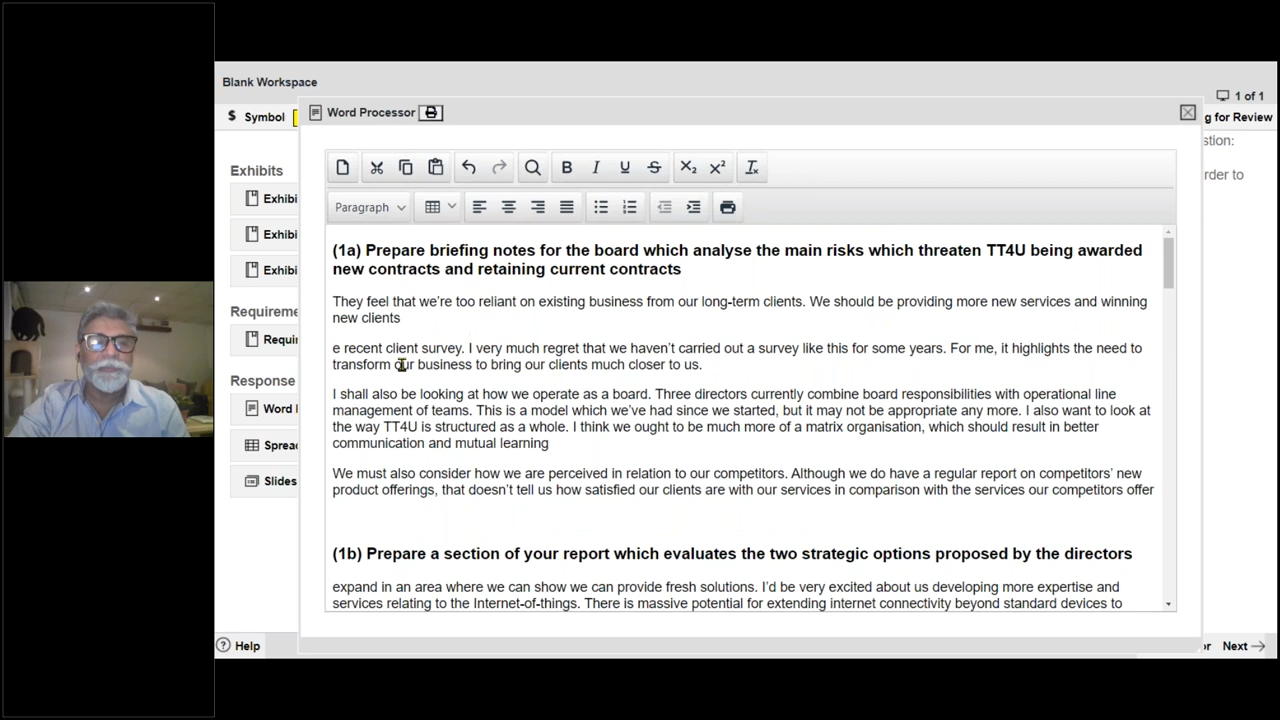 Blank Workspace
1 of 1
$ Symbol
Word Processor
g for Review
stion:
rder to
Exhibits
Exhibi
Exhibi
Exhibi
Requireme
Requir
Response
Word
Spread
Slides
Paragraph
(1a) Prepare briefing notes for the board which analyse the main risks which threaten TT4U being awarded
new contracts and retaining current contracts
They feel that we're too reliant on existing business from our long-term clients. We should be providing more new services and winning
new clients
e recent client survey. I very much regret that we haven't carried out a survey like this for some years. For me, it highlights the need to
transform our business to bring our clients much closer to us.
I shall also be looking at how we operate as a board. Three directors currently combine board responsibilities with operational line
management of teams. This is a model which we've had since we started, but it may not be appropriate any more. I also want to look at
the way TT4U is structured as a whole. I think we ought to be much more of a matrix organisation, which should result in better
communication and mutual learning
We must also consider how we are perceived in relation to our competitors. Although we do have a regular report on competitors' new
product offerings, that doesn't tell us how satisfied our clients are with our services in comparison with the services our competitors offer
(1b) Prepare a section of your report which evaluates the two strategic options proposed by the directors
expand in an area where we can show we can provide fresh solutions. I'd be very excited about us developing more expertise and
services relating to the Internet-of-things. There is massive potential for extending internet connectivity beyond standard devices to
Help
or
Next